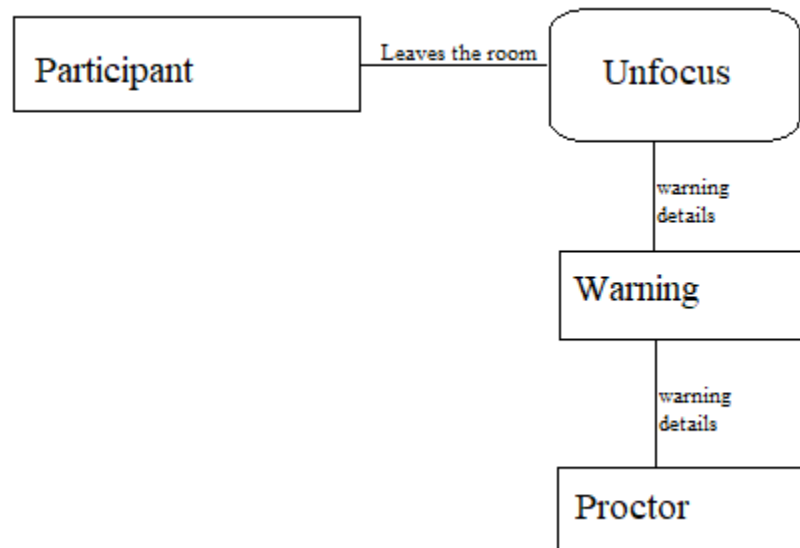 Participant
Leaves the room
Unfocus
warning
details
Warning
warning
details
Proctor